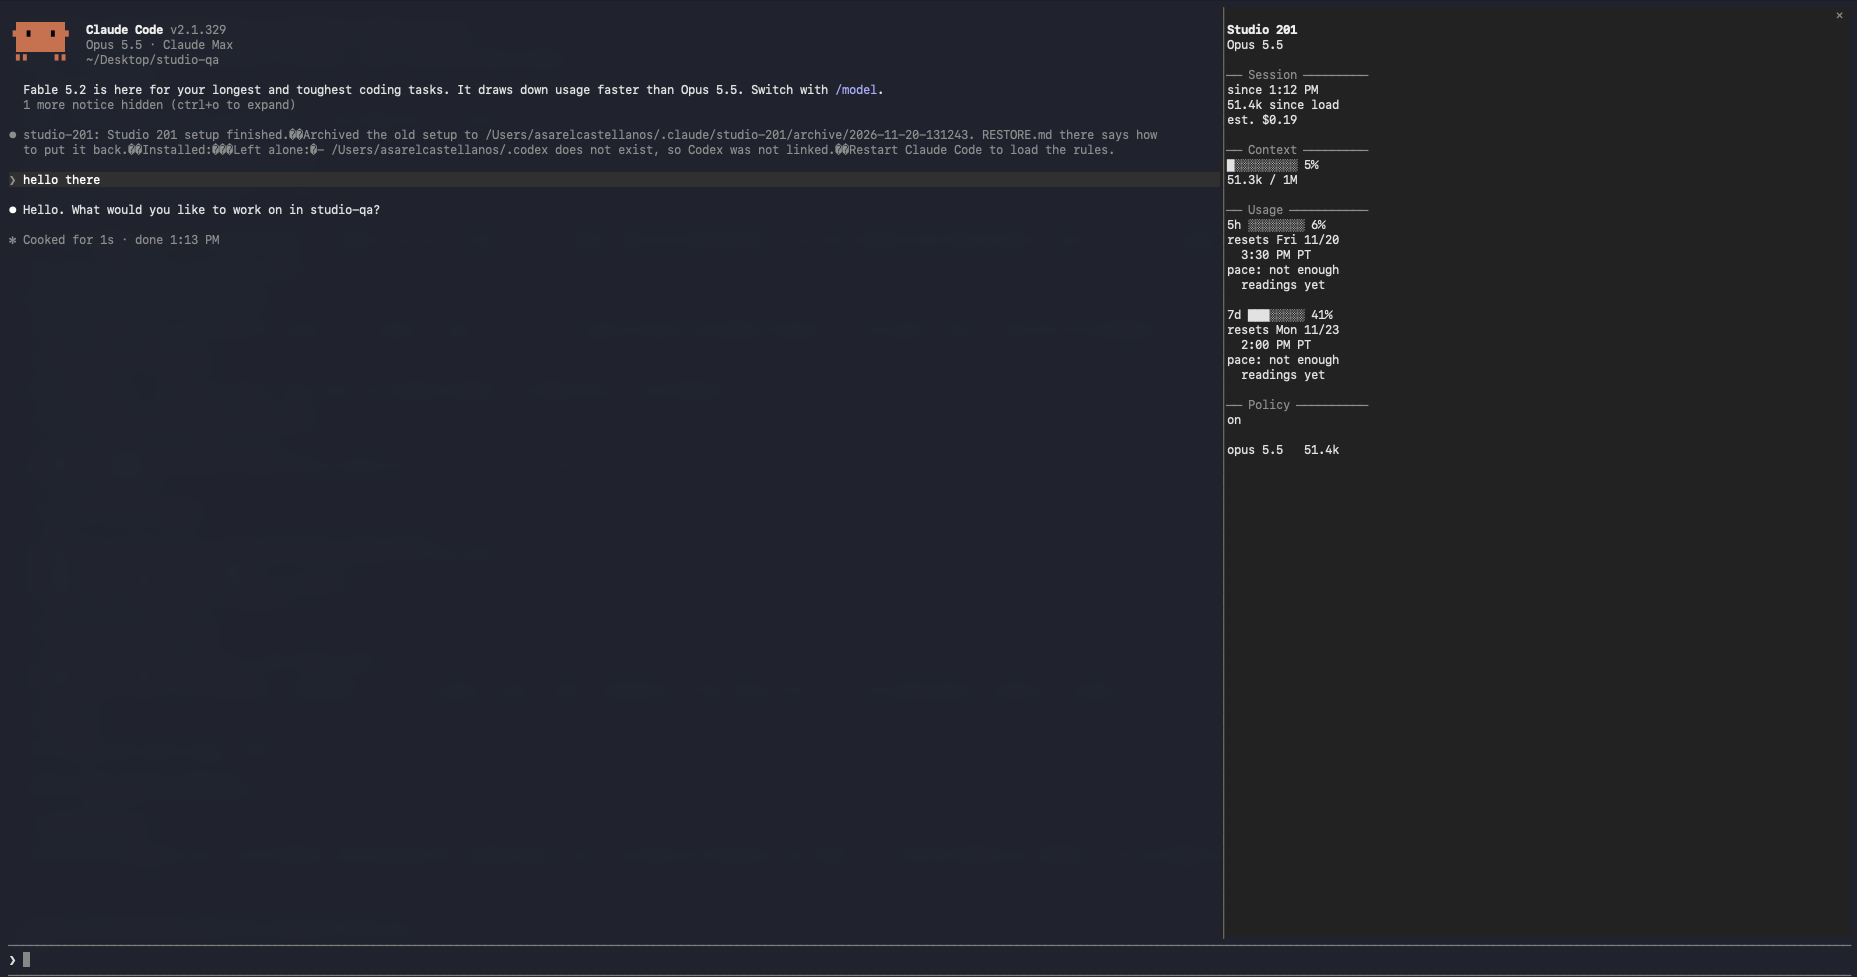 Claude Code v2.1.329
Opus 5.5 · Claude Max
~/Desktop/studio-qa
Fable 5.2 is here for your longest and toughest coding tasks. It draws down usage faster than Opus 5.5. Switch with /model.
1 more notice hidden (ctrl+o to expand)
● studio-201: Studio 201 setup finished.��Archived the old setup to /Users/asarelcastellanos/.claude/studio-201/archive/2026-11-20-131243. RESTORE.md there says how
to put it back.��Installed:���Left alone:�— /Users/asarelcastellanos/.codex does not exist, so Codex was not linked.��Restart Claude Code to load the rules.
❯ hello there
● Hello. What would you like to work on in studio-qa?
✻ Cooked for 1s · done 1:13 PM
❯
×
Studio 201
Opus 5.5
── Session ──────────
since 1:12 PM
51.4k since load
est. $0.19
── Context ──────────
5%
51.3k / 1M
── Usage ───────────
5h 6%
resets Fri 11/20
3:30 PM PT
pace: not enough
readings yet
7d 41%
resets Mon 11/23
2:00 PM PT
pace: not enough
readings yet
── Policy ──────────
on
opus 5.5 51.4k